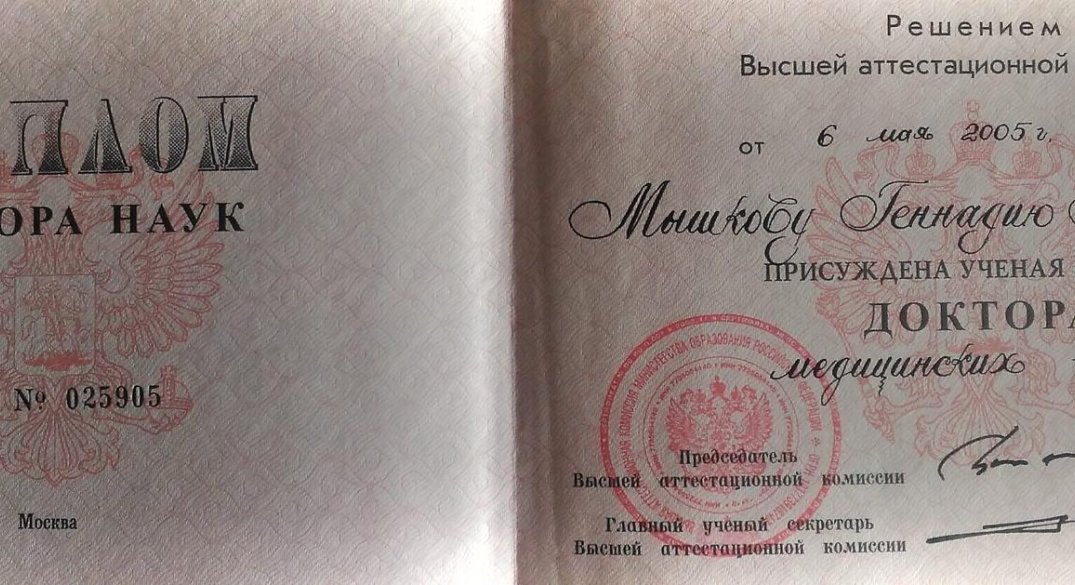 ПЛОМ
ОРА НАУК
№ 025905
Москва
Решением
Высшей аттестационной
от 6 мая 2005 г.
Мышкову Геннадию
ПРИСУЖДЕНА УЧЕНАЯ
ДОКТОРА
медицинских
Председатель
Высшей аттестационной комиссии
Главный учёный секретарь
Высшей аттестационной комиссии